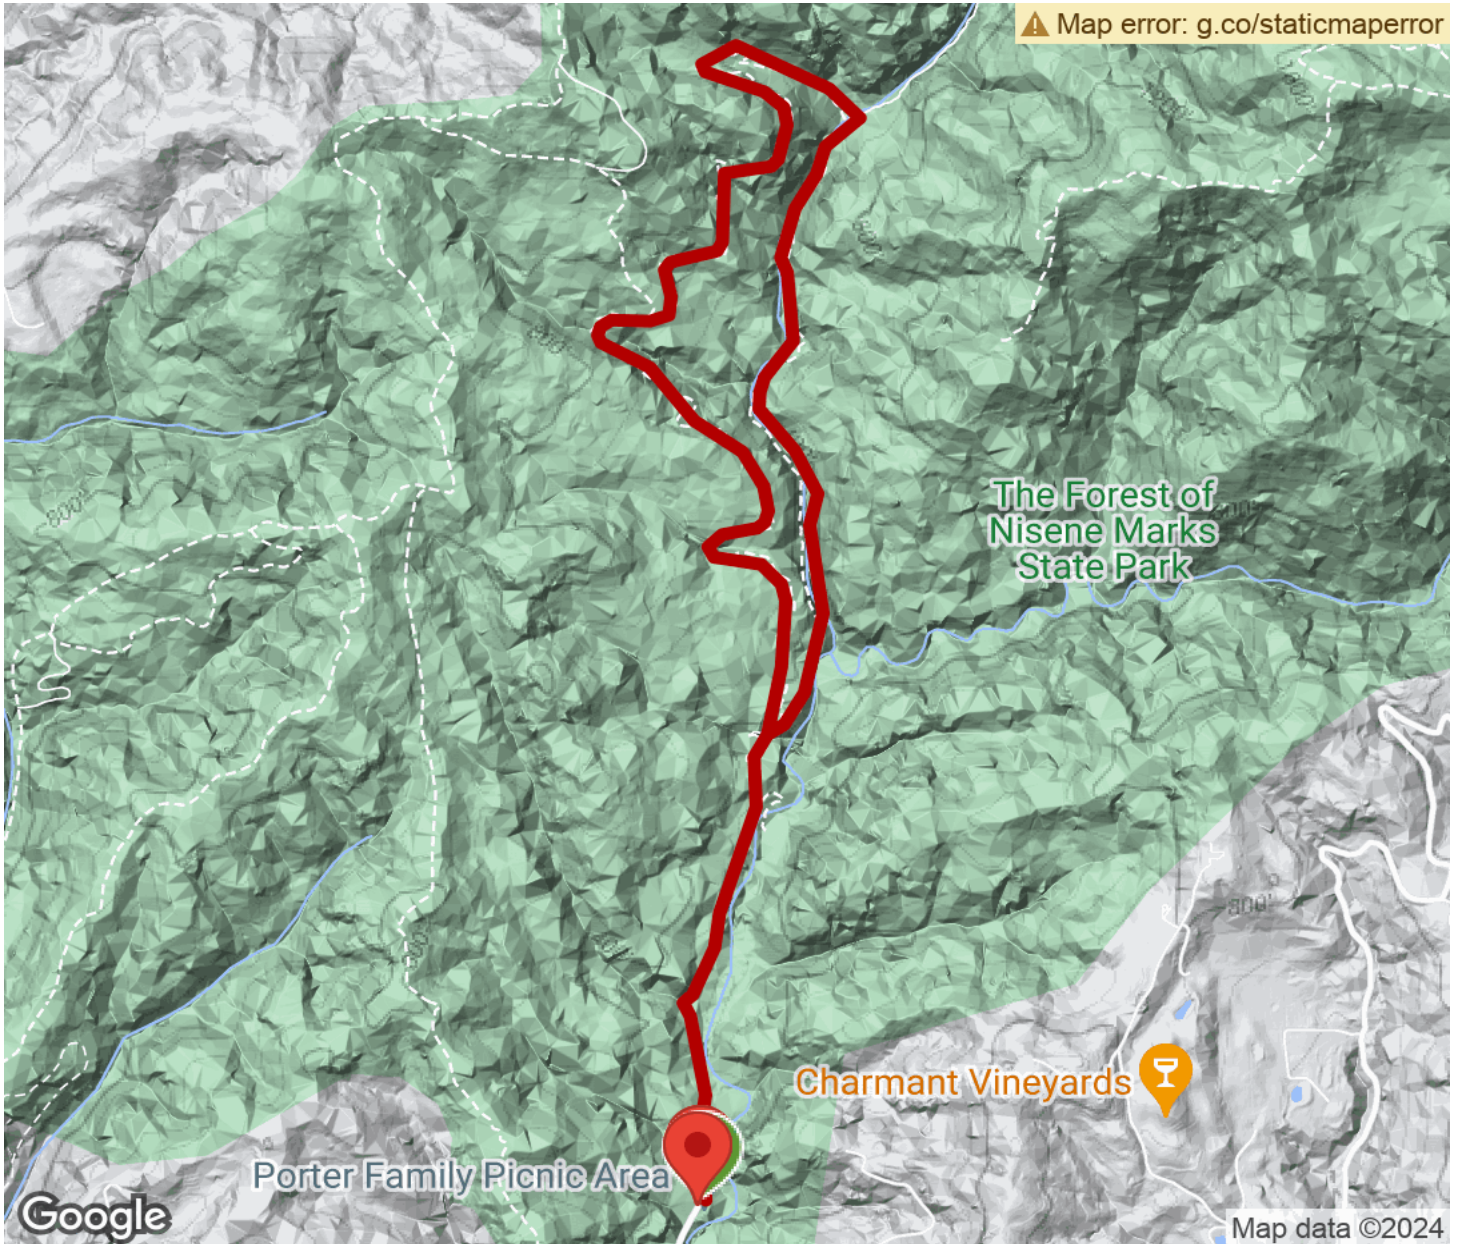 Map error: g.co/staticmaperror
The Forest of
Nisene Marks
State Park
800'
Charmant Vineyards
Porter Family Picnic Area
Google
Map data ©2024